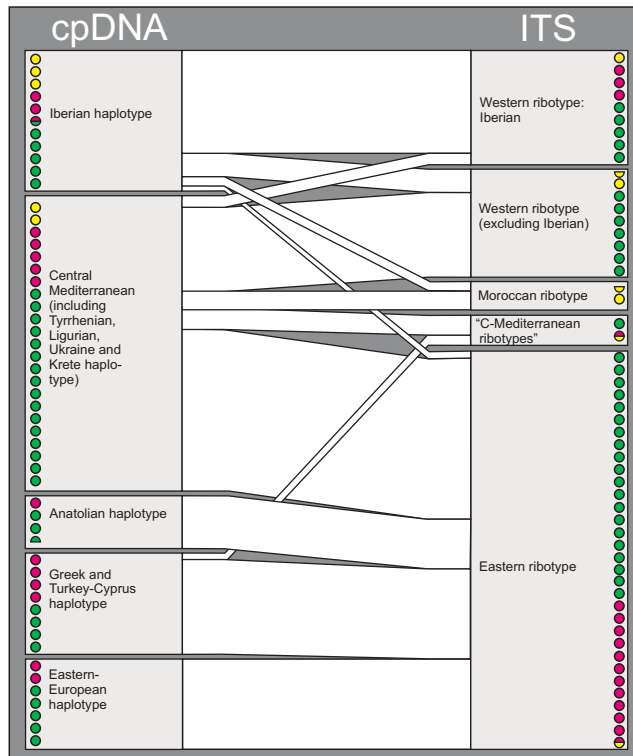 cpDNA
ITS
Iberian haplotype
Central
Mediterranean
(including
Tyrrhenian,
Ligurian,
Ukraine and
Krete haplo-
type)
Anatolian haplotype
Greek and
Turkey-Cyprus
haplotype
Eastern-
European
haplotype
Western ribotype:
Iberian
Western ribotype
(excluding Iberian)
Moroccan ribotype
“C-Mediterranean
ribotypes”
Eastern ribotype